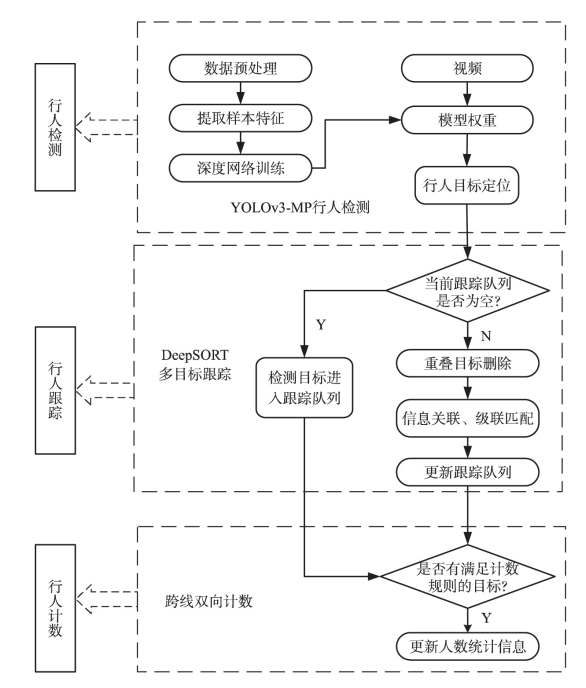 行人检测
数据预处理
提取样本特征
深度网络训练
视频
模型权重
行人目标定位
YOLOv3-MP行人检测
行人跟踪
DeepSORT
多目标跟踪
当前跟踪队列
是否为空?
Y
N
检测目标进
入跟踪队列
重叠目标删除
信息关联、级联匹配
更新跟踪队列
行人计数
跨线双向计数
是否有满足计数
规则的目标?
Y
更新人数统计信息